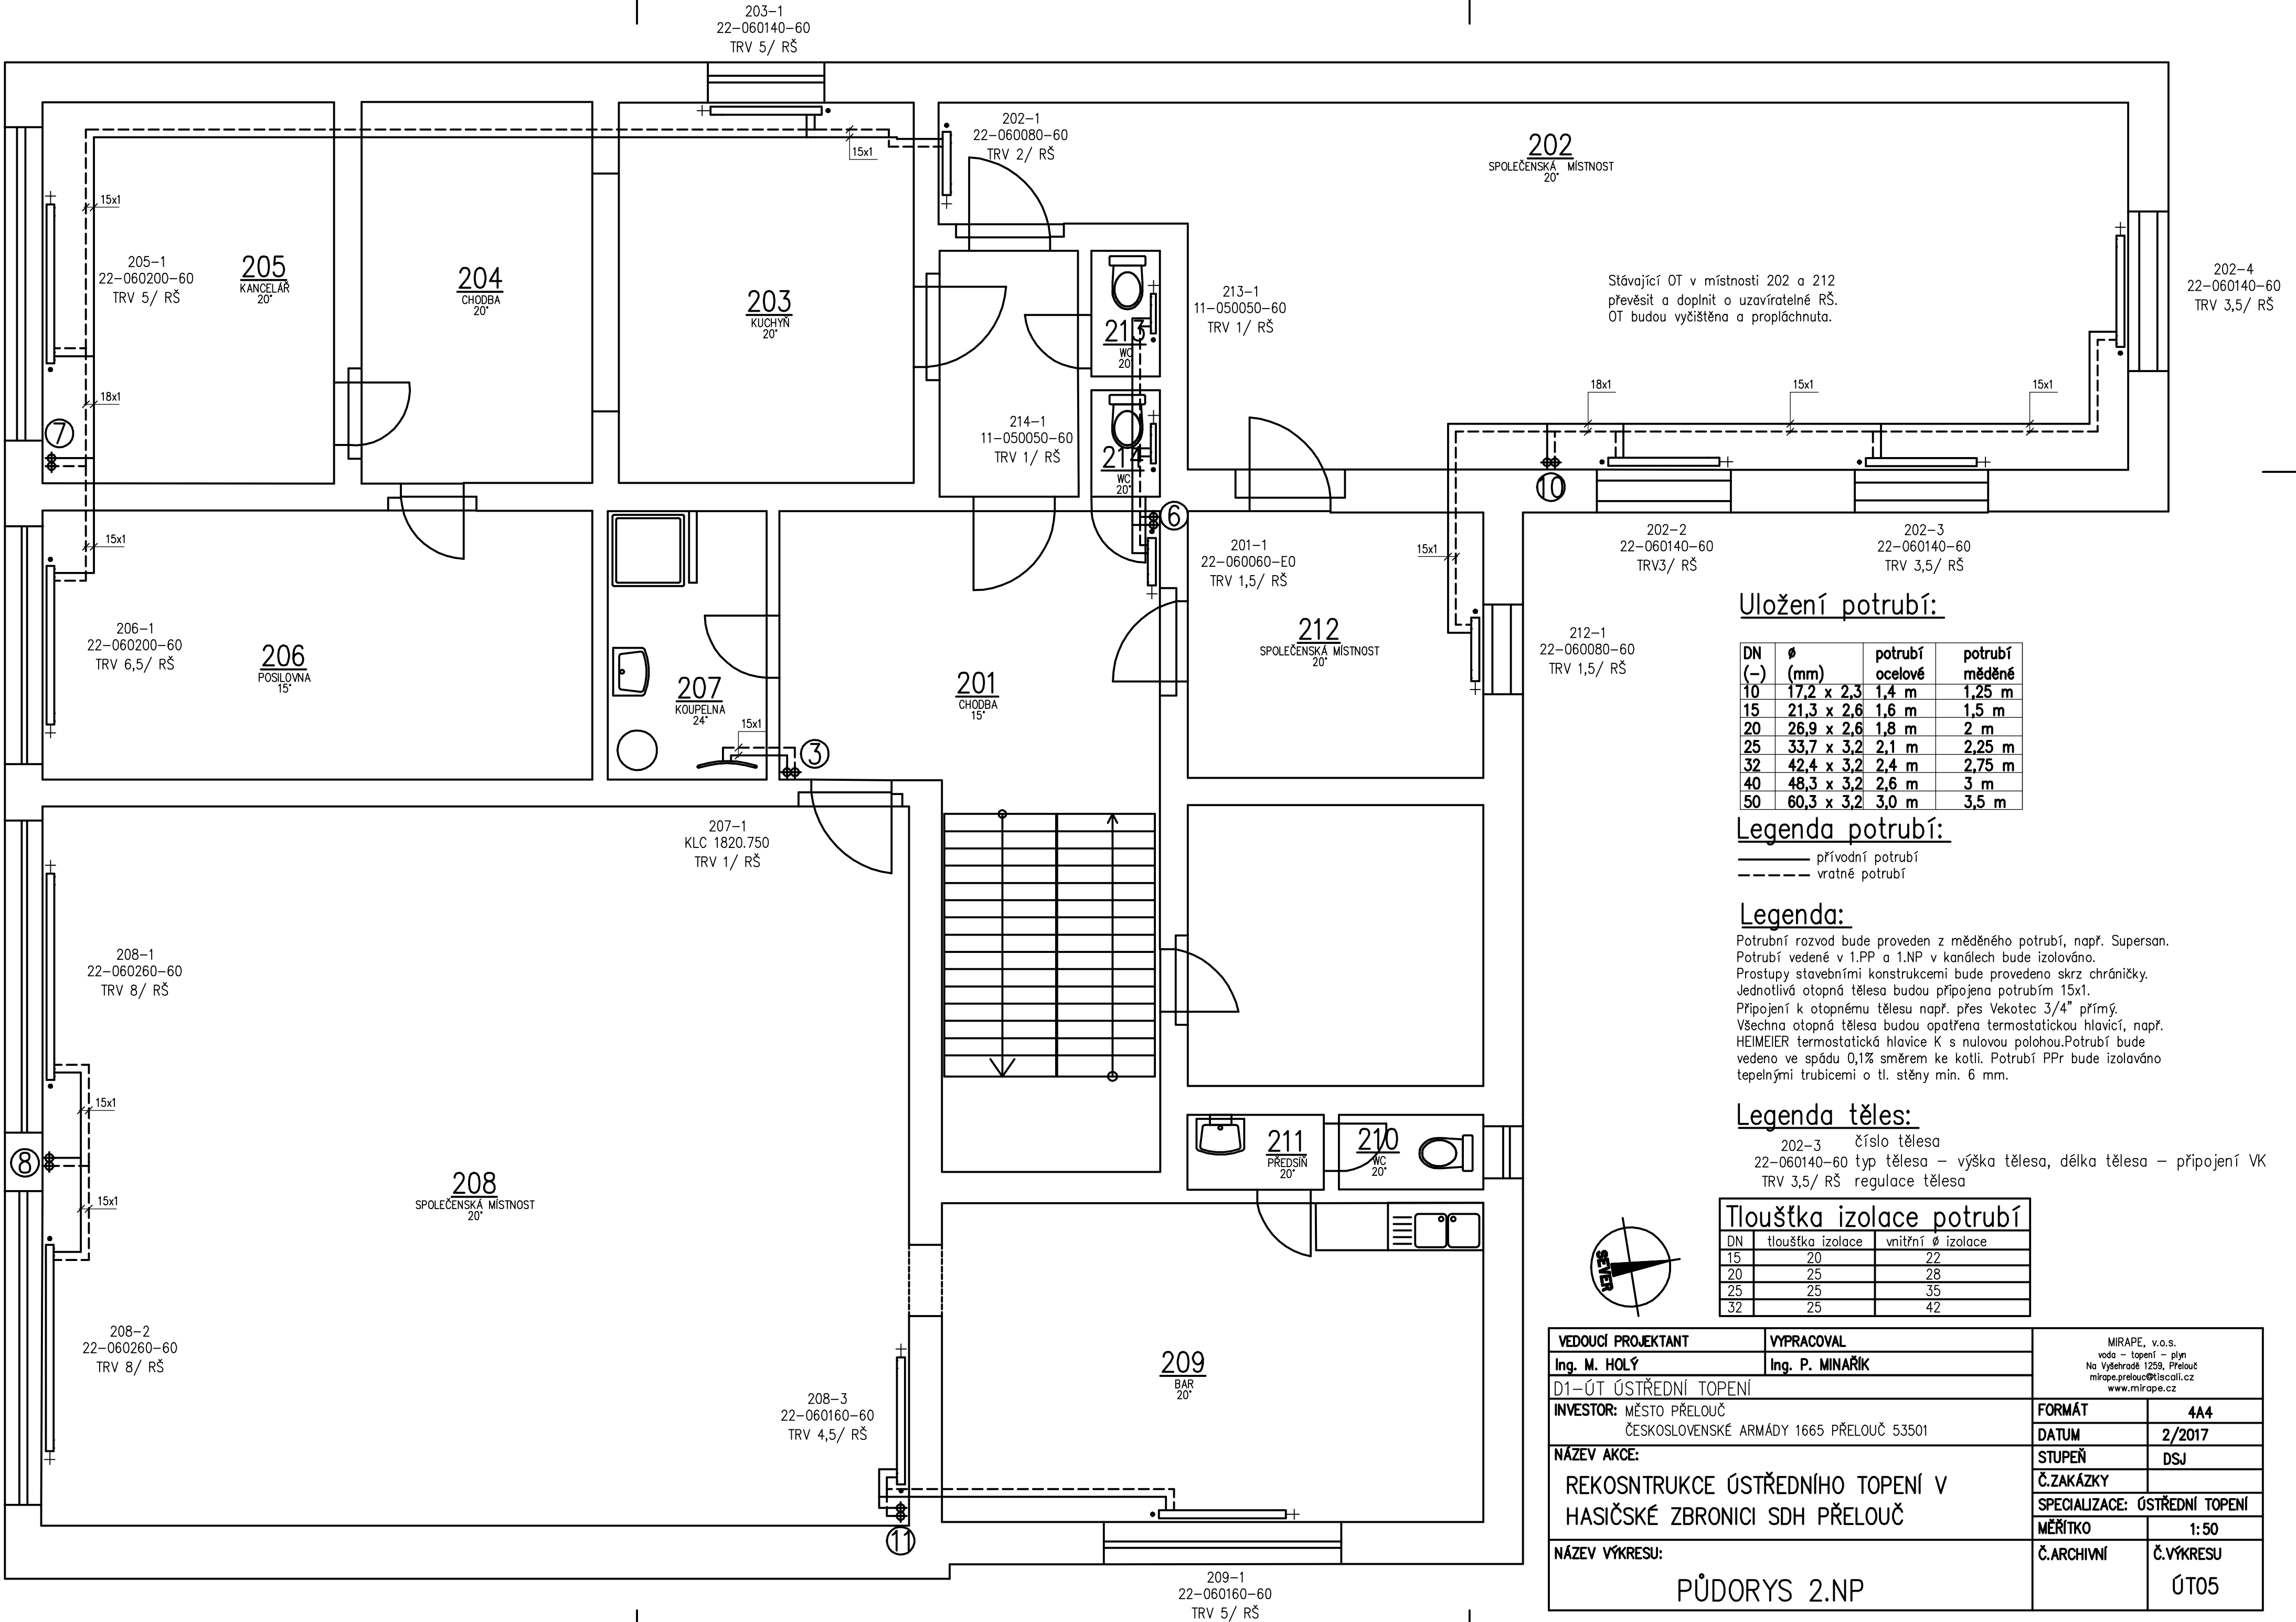 203-1
22-060140-60
TRV 5/ RŠ
202-1
22-060080-60
TRV 2/ RŠ
15x1
202
SPOLEČENSKÁ MÍSTNOST
20°
15x1
205-1
22-060200-60
TRV 5/ RŠ
205
KANCELÁŘ
20°
204
CHODBA
20°
203
KUCHYŇ
20°
213-1
11-050050-60
TRV 1/ RŠ
213
WC
20°
Stávající OT v místnosti 202 a 212
převěsit a doplnit o uzavíratelné RŠ.
OT budou vyčištěna a propláchnuta.
202-4
22-060140-60
TRV 3,5/ RŠ
18x1
7
214-1
11-050050-60
TRV 1/ RŠ
214
WC
20°
18x1
15x1
15x1
10
6
15x1
201-1
22-060060-E0
TRV 1,5/ RŠ
15x1
202-2
22-060140-60
TRV3/ RŠ
202-3
22-060140-60
TRV 3,5/ RŠ
206-1
22-060200-60
TRV 6,5/ RŠ
206
POSILOVNA
15°
207
KOUPELNA
24°
15x1
3
201
CHODBA
15°
212
SPOLEČENSKÁ MÍSTNOST
20°
212-1
22-060080-60
TRV 1,5/ RŠ
Uložení potrubí:
DN ø potrubí potrubí
(-) (mm) ocelové měděné
10 17,2 x 2,3 1,4 m 1,25 m
15 21,3 x 2,6 1,6 m 1,5 m
20 26,9 x 2,6 1,8 m 2 m
25 33,7 x 3,2 2,1 m 2,25 m
32 42,4 x 3,2 2,4 m 2,75 m
40 48,3 x 3,2 2,6 m 3 m
50 60,3 x 3,2 3,0 m 3,5 m
Legenda potrubí:
přívodní potrubí
vratné potrubí
207-1
KLC 1820.750
TRV 1/ RŠ
Legenda:
Potrubní rozvod bude proveden z měděného potrubí, např. Supersan.
Potrubí vedené v 1.PP a 1.NP v kanálech bude izolováno.
Prostupy stavebními konstrukcemi bude provedeno skrz chráničky.
Jednotlivá otopná tělesa budou připojena potrubím 15x1.
Připojení k otopnému tělesu např. přes Vekotec 3/4" přímý.
Všechna otopná tělesa budou opatřena termostatickou hlavicí, např.
HEIMEIER termostatická hlavice K s nulovou polohou.Potrubí bude
vedeno ve spádu 0,1% směrem ke kotli. Potrubí PPr bude izolaváno
tepelnými trubicemi o tl. stěny min. 6 mm.
208-1
22-060260-60
TRV 8/ RŠ
15x1
8
15x1
208
SPOLEČENSKÁ MÍSTNOST
20°
211
PŘEDSÍŇ
20°
210
WC
20°
Legenda těles:
202-3 číslo tělesa
22-060140-60 typ tělesa - výška tělesa, délka tělesa - připojení VK
TRV 3,5/ RŠ regulace tělesa
SEVER
Tloušťka izolace potrubí
DN tloušťka izolace vnitřní ø izolace
15 20 22
20 25 28
25 25 35
32 25 42
208-2
22-060260-60
TRV 8/ RŠ
208-3
22-060160-60
TRV 4,5/ RŠ
209
BAR
20°
11
209-1
22-060160-60
TRV 5/ RŠ
VEDOUCÍ PROJEKTANT VYPRACOVAL
Ing. M. HOLÝ Ing. P. MINAŘÍK
MIRAPE, v.o.s.
voda - topení - plyn
Na Vyšehradě 1259, Přelouč
mirape.prelouc@tiscali.cz
www.mirape.cz
D1-ÚT ÚSTŘEDNÍ TOPENÍ
INVESTOR: MĚSTO PŘELOUČ
ČESKOSLOVENSKÉ ARMÁDY 1665 PŘELOUČ 53501
NÁZEV AKCE:
REKOSNTRUKCE ÚSTŘEDNÍHO TOPENÍ V
HASIČSKÉ ZBRONICI SDH PŘELOUČ
NÁZEV VÝKRESU:
PŮDORYS 2.NP
FORMÁT 4A4
DATUM 2/2017
STUPEŇ DSJ
Č.ZAKÁZKY
SPECIALIZACE: ÚSTŘEDNÍ TOPENÍ
MĚŘÍTKO 1:50
Č.ARCHIVNÍ Č.VÝKRESU
ÚT05